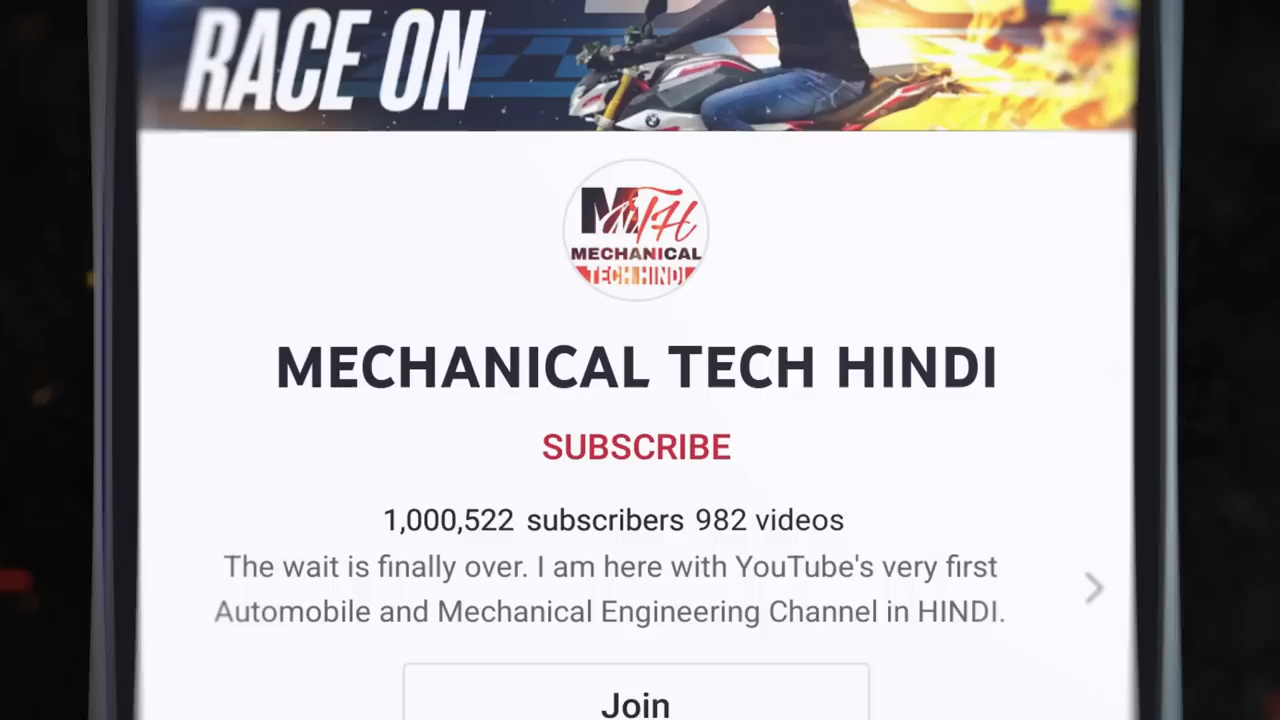 RACE ON
MTH
MECHANICAL
TECH HINDI
MECHANICAL TECH HINDI
SUBSCRIBE
1,000,522 subscribers 982 videos
The wait is finally over. I am here with YouTube's very first
Automobile and Mechanical Engineering Channel in HINDI.
Join